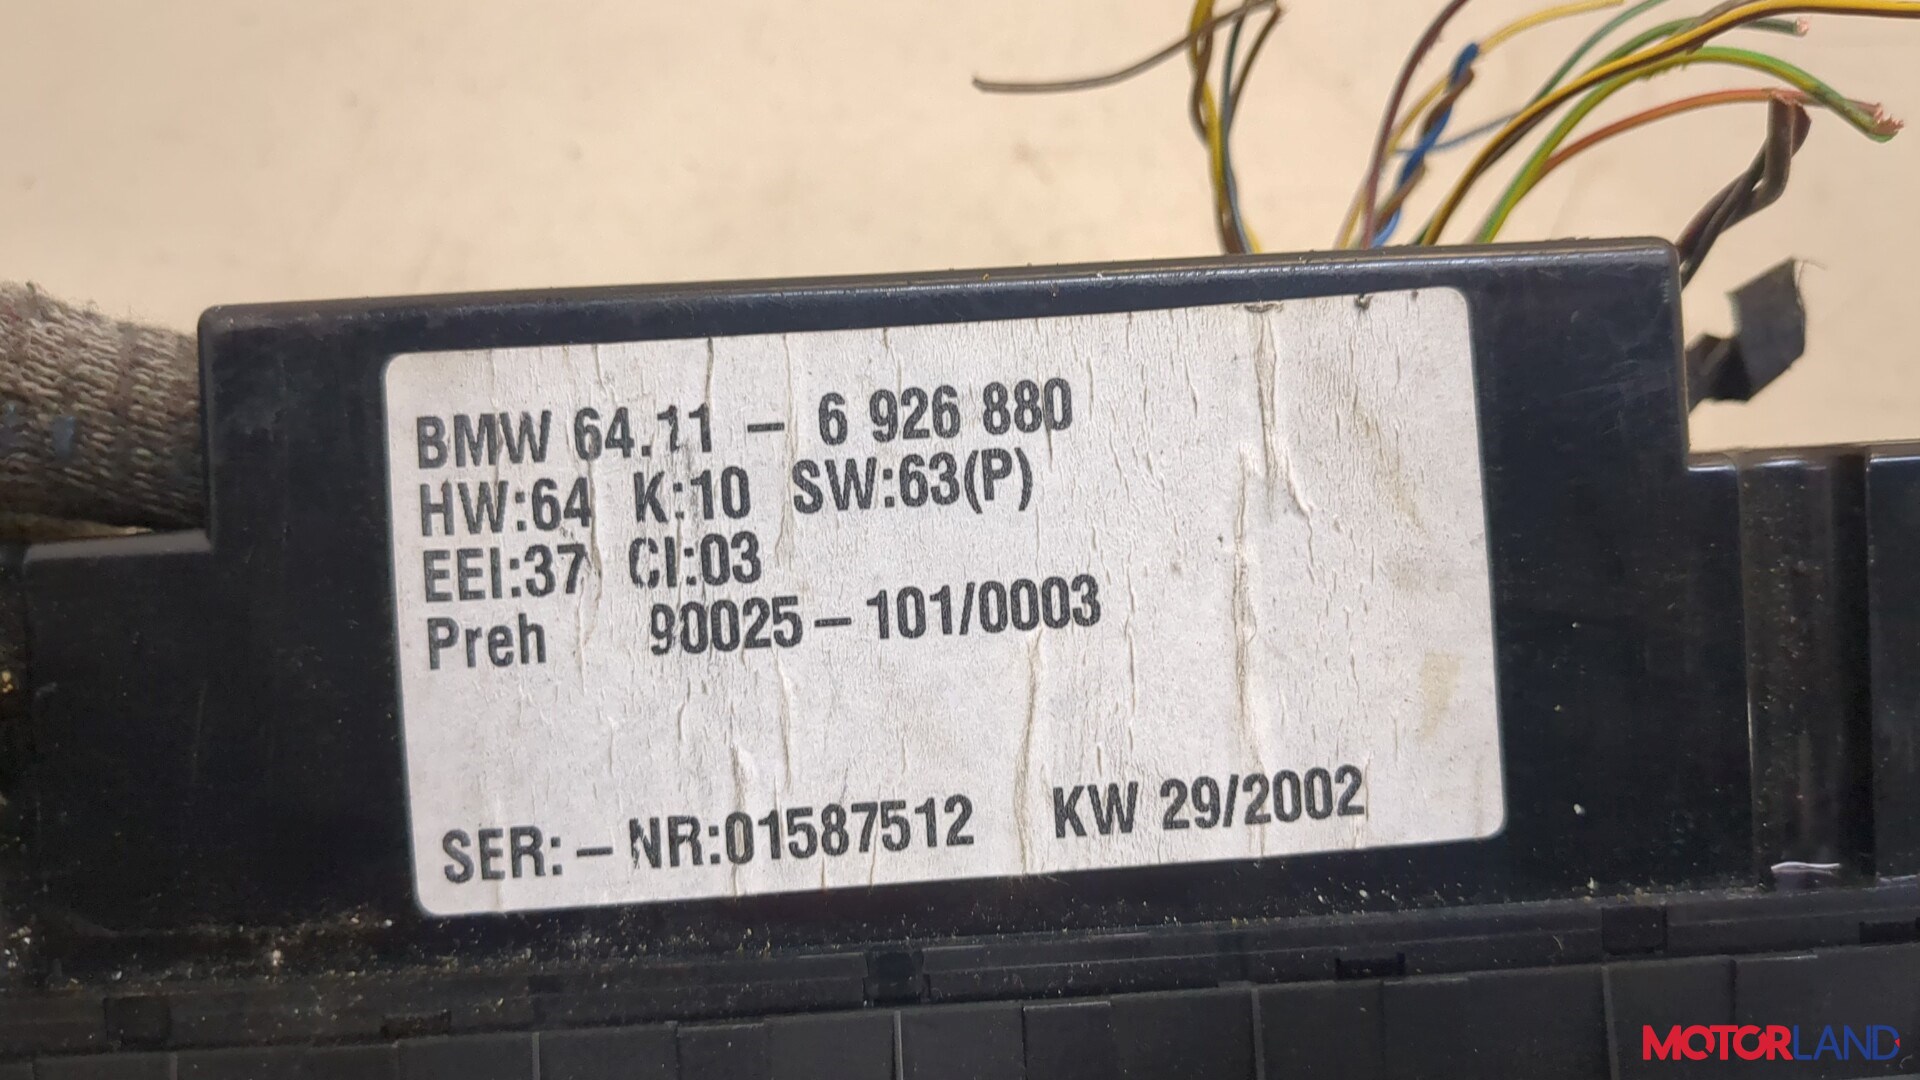 BMW 64.11 – 6 926 880
HW:64 K:10 SW:63(P)
EEI:37 CI:03
Preh 90025–101/0003
SER:–NR:01587512 KW 29/2002
MOTORLAND